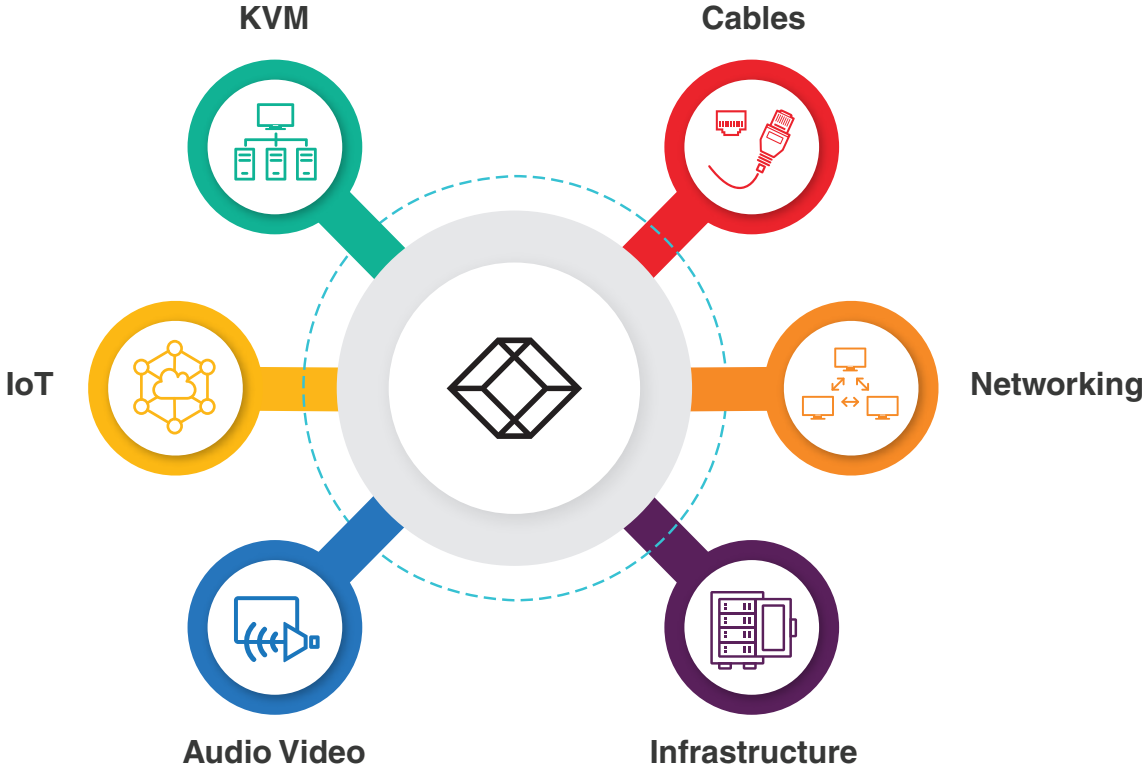 KVM
Cables
IoT
Networking
Audio Video
Infrastructure